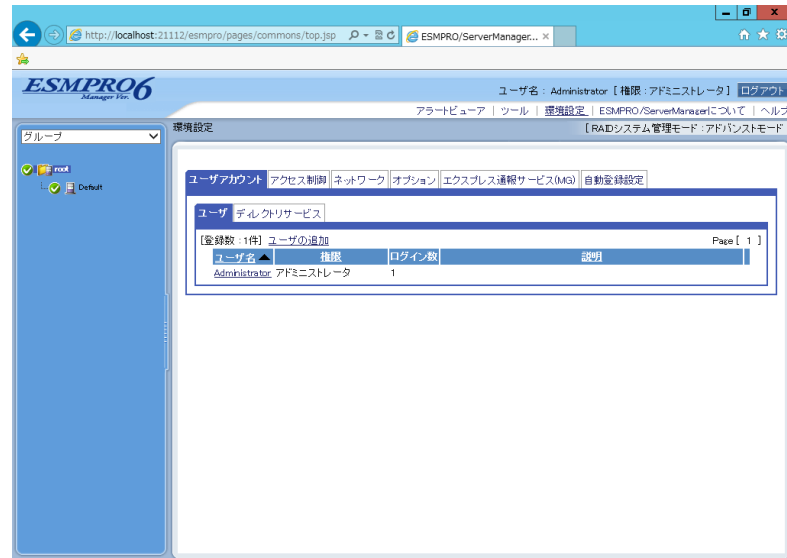 http://localhost:21112/esmpro/pages/commons/top.jsp
ESMPRO/ServerManager...
ESMPRO6
Manager Ver.
ユーザ名 : Administrator [ 権限 : アドミニストレータ ] ログアウト
アラートビューア | ツール | 環境設定 | ESMPRO/ServerManagerについて | ヘルプ
グループ
環境設定
[ RAIDシステム管理モード : アドバンストモード
root
Default
ユーザアカウント アクセス制御 ネットワーク オプション エクスプレス通報サービス(MG) 自動登録設定
ユーザ ディレクトリサービス
[登録数 : 1件] ユーザの追加 Page [ 1 ]
ユーザ名▲ 権限 ログイン数 説明
Administrator アドミニストレータ 1